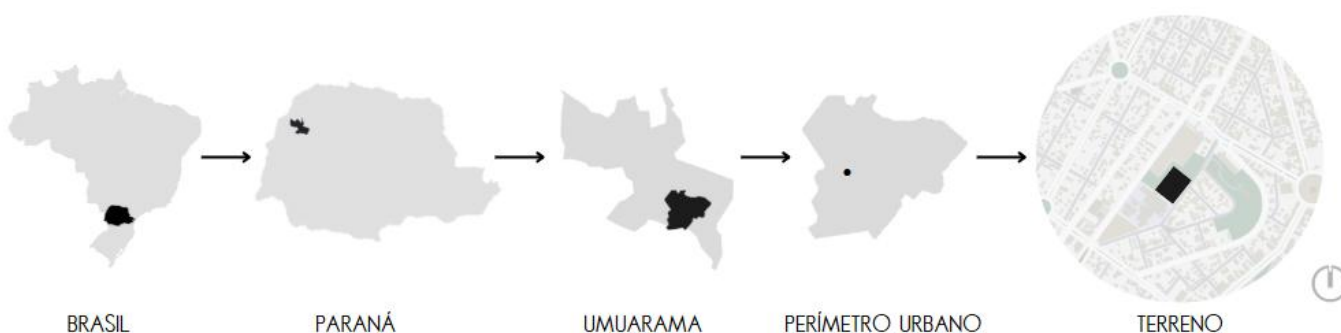 BRASIL
PARANÁ
UMUARAMA
PERÍMETRO URBANO
TERRENO